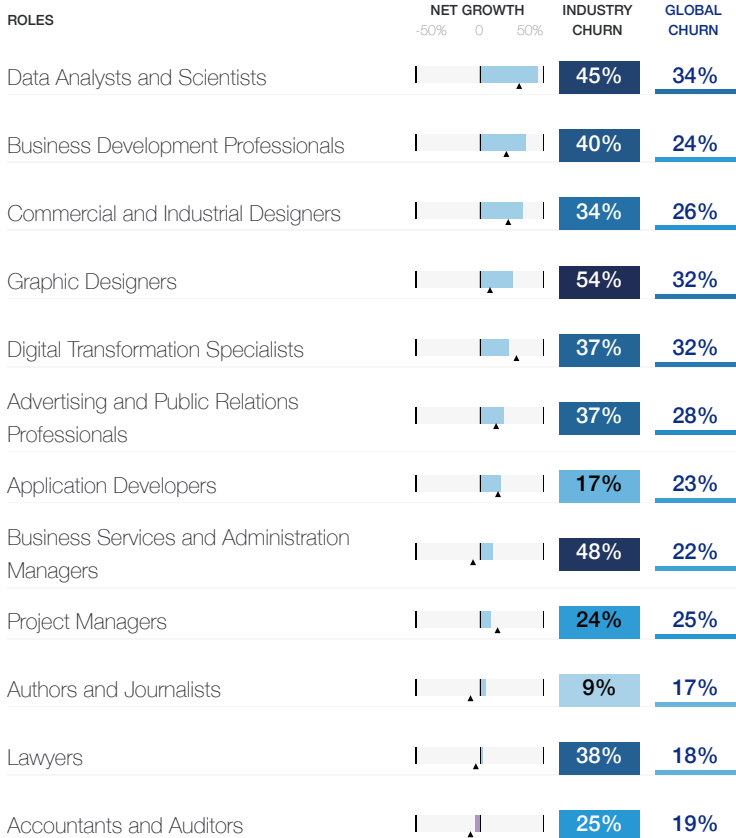 ROLES NET GROWTH INDUSTRY CHURN GLOBAL CHURN
-50% 0 50%
Data Analysts and Scientists 45% 34%
Business Development Professionals 40% 24%
Commercial and Industrial Designers 34% 26%
Graphic Designers 54% 32%
Digital Transformation Specialists 37% 32%
Advertising and Public Relations
Professionals 37% 28%
Application Developers 17% 23%
Business Services and Administration
Managers 48% 22%
Project Managers 24% 25%
Authors and Journalists 9% 17%
Lawyers 38% 18%
Accountants and Auditors 25% 19%